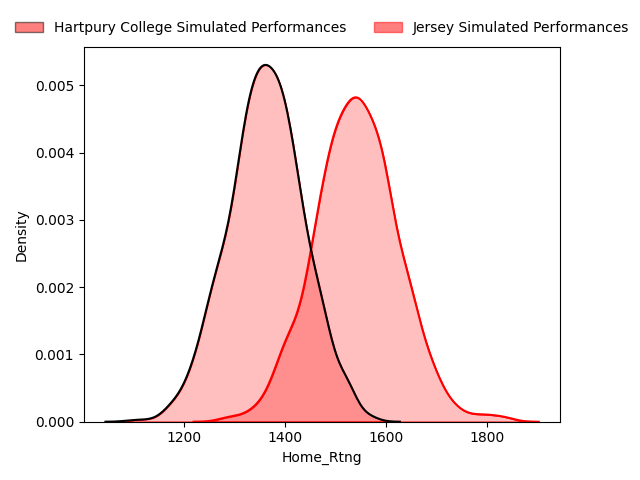 Hartpury College Simulated Performances Jersey Simulated Performances
0.005
0.004
0.003
0.002
0.001
0.000
Density
1200 1400 1600 1800
Home_Rtng